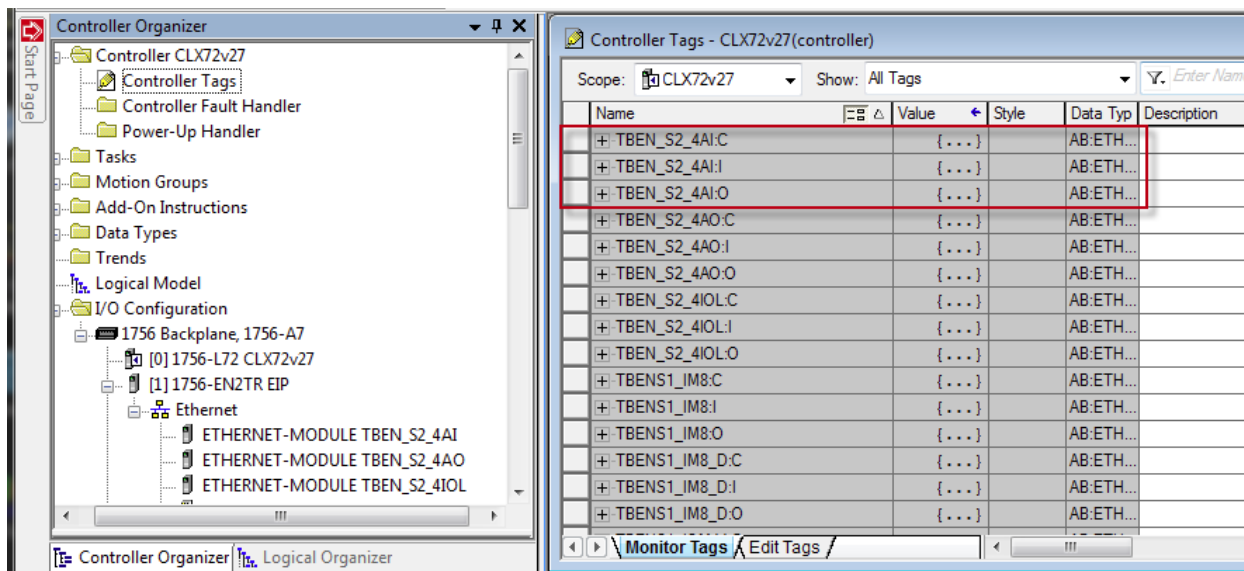 Start Page
Controller Organizer
Controller CLX72v27
Controller Tags
Controller Fault Handler
Power-Up Handler
Tasks
Motion Groups
Add-On Instructions
Data Types
Trends
Logical Model
I/O Configuration
1756 Backplane, 1756-A7
[0] 1756-L72 CLX72v27
[1] 1756-EN2TR EIP
Ethernet
ETHERNET-MODULE TBEN_S2_4AI
ETHERNET-MODULE TBEN_S2_4AO
ETHERNET-MODULE TBEN_S2_4IOL
Controller Organizer Logical Organizer
Controller Tags - CLX72v27(controller)
Scope: CLX72v27 Show: All Tags Enter Name
Name Value Style Data Typ Description
TBEN_S2_4AI:C {...} AB:ETH...
TBEN_S2_4AI:I {...} AB:ETH...
TBEN_S2_4AI:O {...} AB:ETH...
TBEN_S2_4AO:C {...} AB:ETH...
TBEN_S2_4AO:I {...} AB:ETH...
TBEN_S2_4AO:O {...} AB:ETH...
TBEN_S2_4IOL:C {...} AB:ETH...
TBEN_S2_4IOL:I {...} AB:ETH...
TBEN_S2_4IOL:O {...} AB:ETH...
TBENS1_IM8:C {...} AB:ETH...
TBENS1_IM8:I {...} AB:ETH...
TBENS1_IM8:O {...} AB:ETH...
TBENS1_IM8_D:C {...} AB:ETH...
TBENS1_IM8_D:I {...} AB:ETH...
TBENS1_IM8_D:O {...} AB:ETH...
Monitor Tags Edit Tags